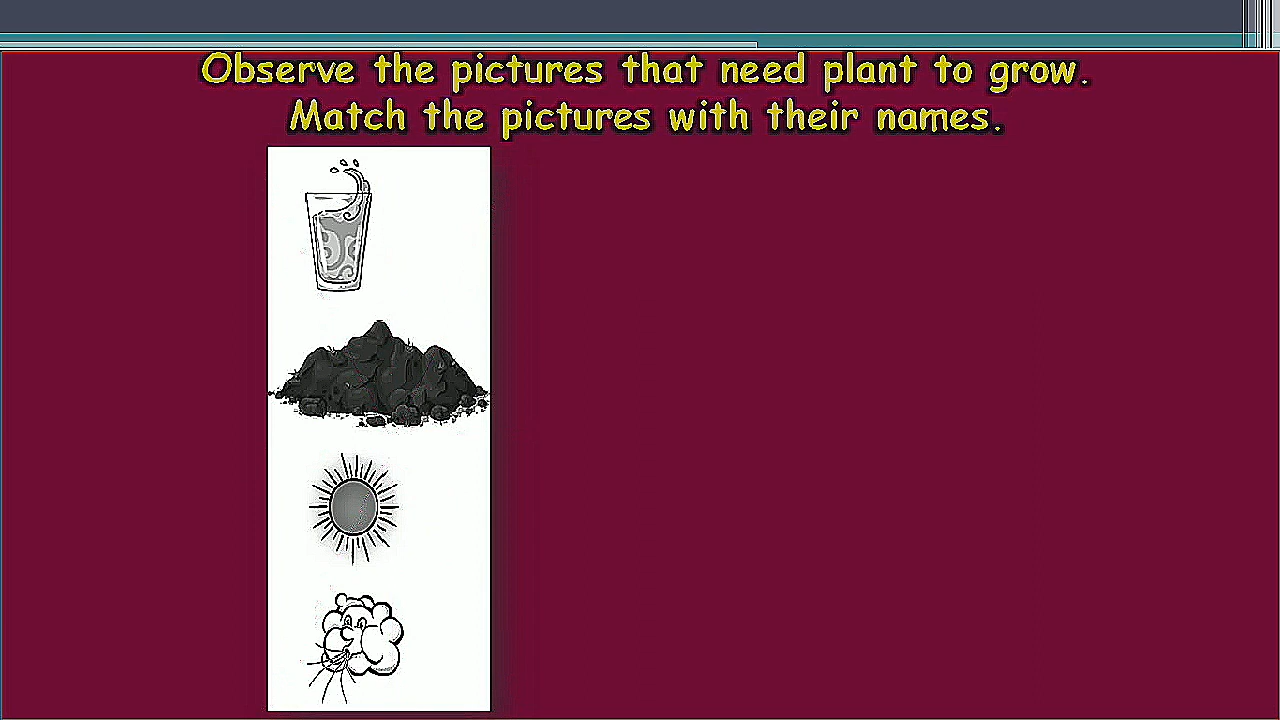 Observe the pictures that need plant to grow.
Match the pictures with their names.